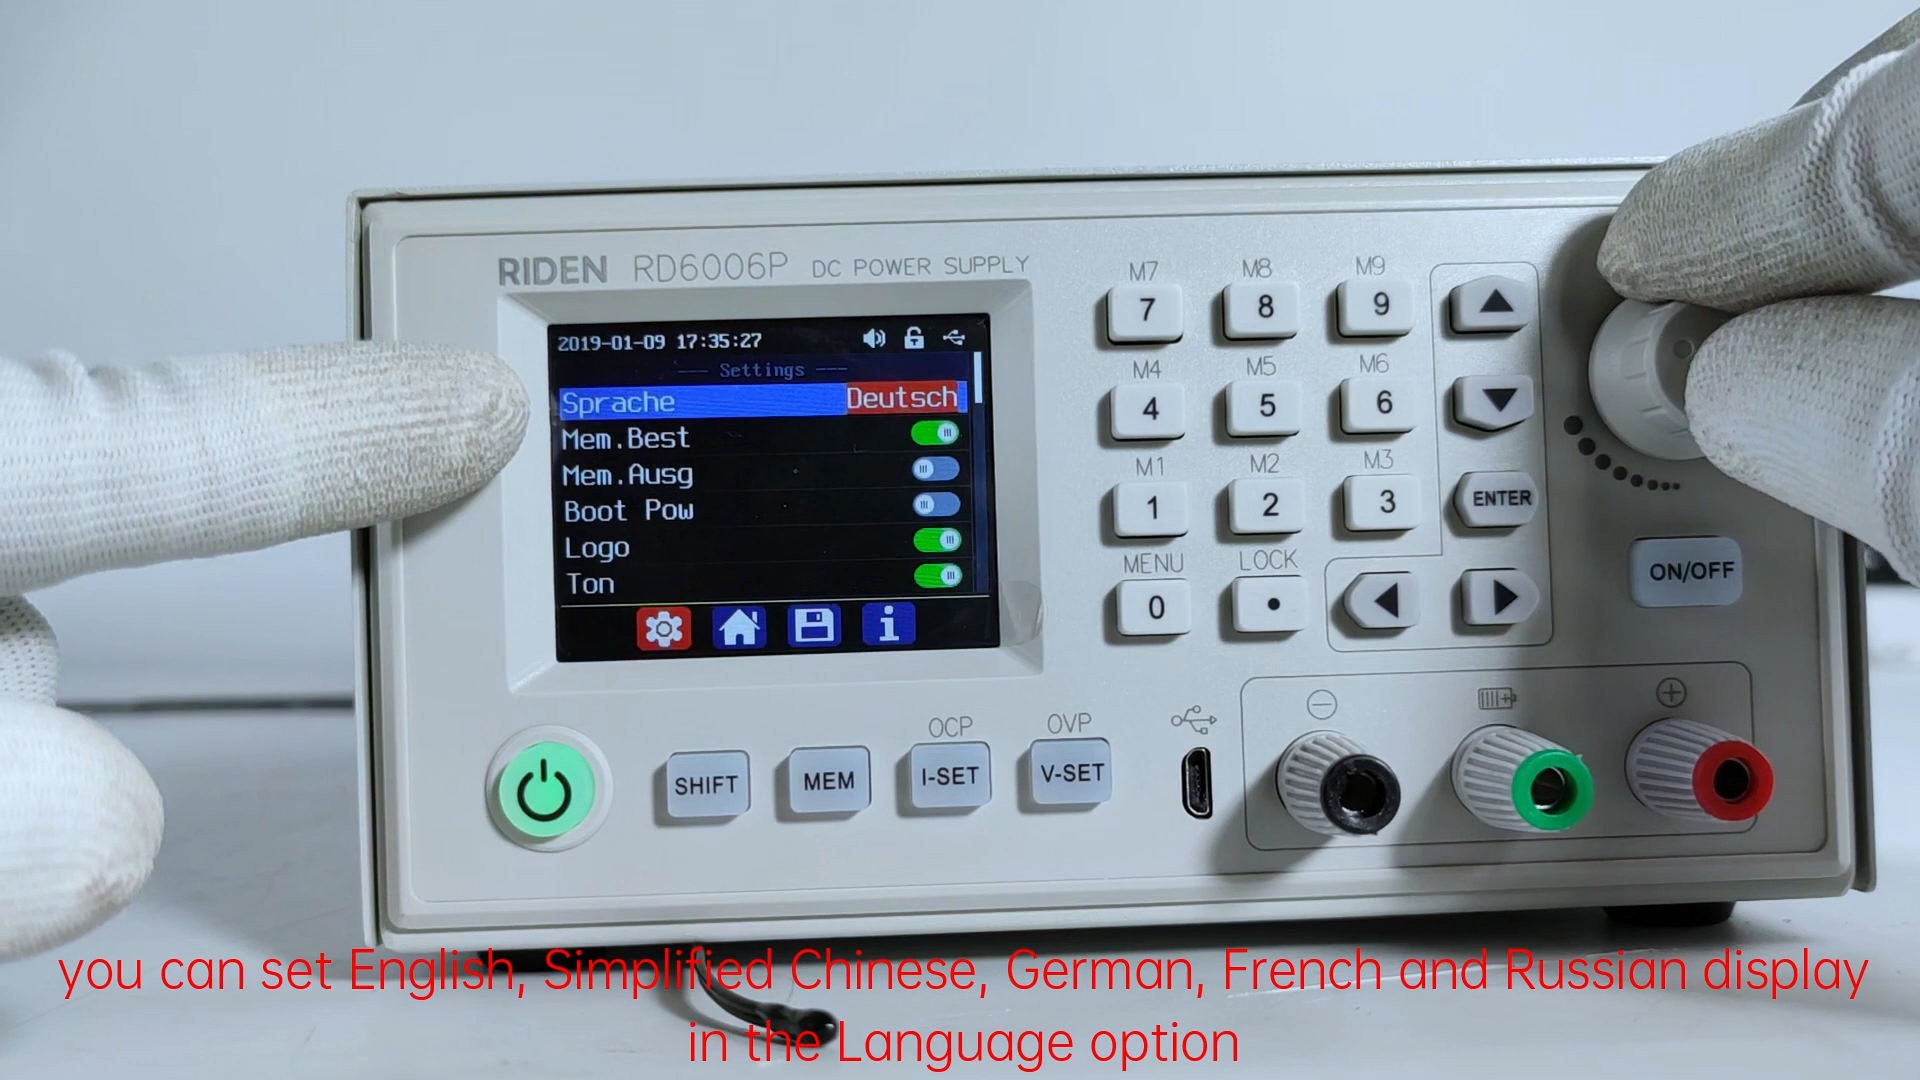 RIDEN RD6006P DC POWER SUPPLY
2019-01-09 17:35:27
Settings
Sprache Deutsch
Mem.Best
Mem.Ausg
Boot Pow
Logo
Ton
i
M7 M8 M9
7 8 9
M4 M5 M6
4 5 6
M1 M2 M3
1 2 3
ENTER
MENU LOCK
0 •
ON/OFF
OCP OVP
SHIFT MEM I-SET V-SET
you can set English, Simplified Chinese, German, French and Russian display
in the Language option